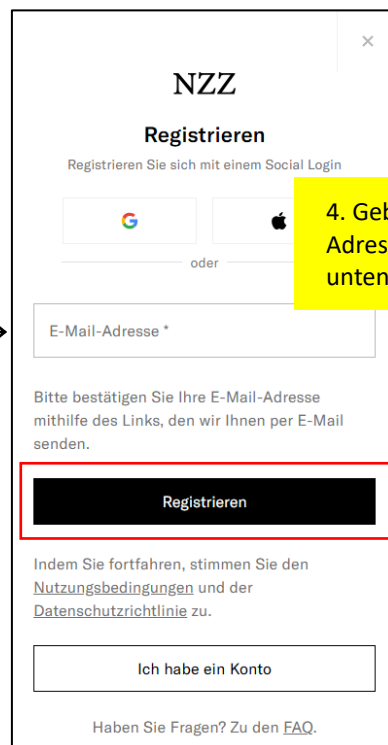 NZZ
Registrieren
Registrieren Sie sich mit einem Social Login
4. Geb
Adres
unten
oder
E-Mail-Adresse *
Bitte bestätigen Sie Ihre E-Mail-Adresse
mithilfe des Links, den wir Ihnen per E-Mail
senden.
Registrieren
Indem Sie fortfahren, stimmen Sie den
Nutzungsbedingungen und der
Datenschutzrichtlinie zu.
Ich habe ein Konto
Haben Sie Fragen? Zu den FAQ.